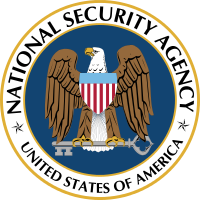 NATIONAL SECURITY AGENCY
UNITED STATES OF AMERICA